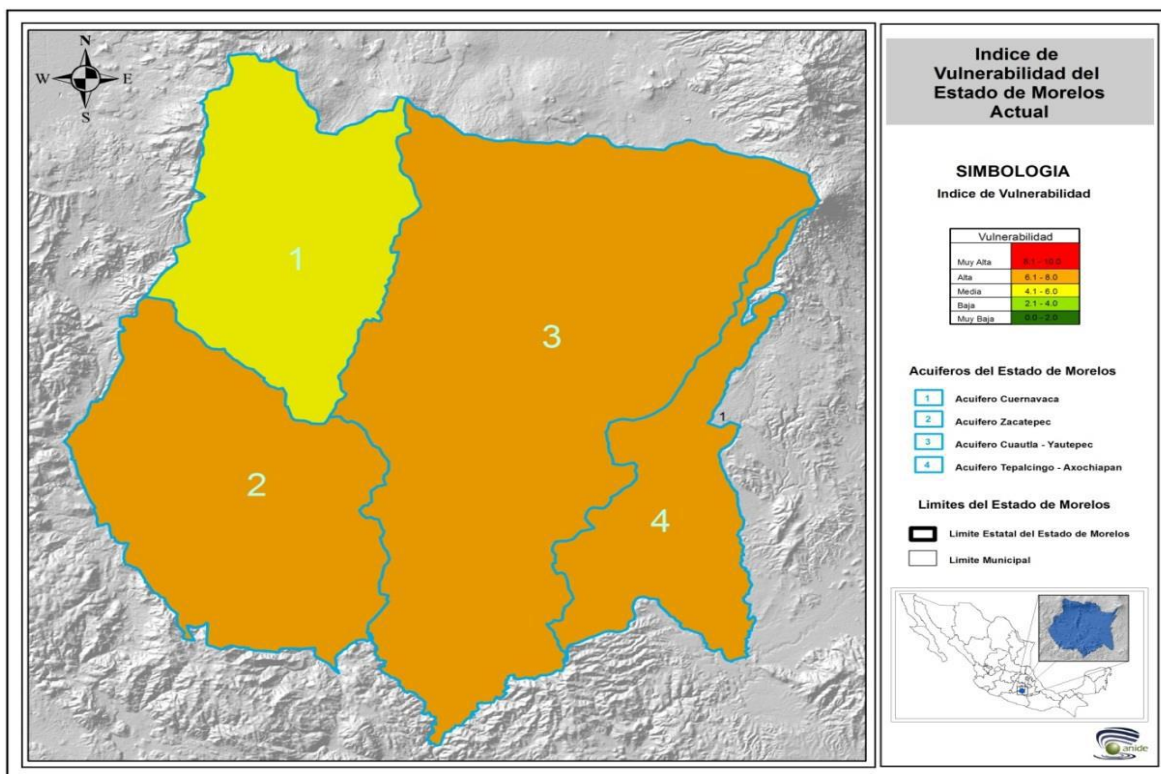 N
W
E
S
1
2
3
4
1
Indice de
Vulnerabilidad del
Estado de Morelos
Actual
SIMBOLOGIA
Indice de Vulnerabilidad
Vulnerabilidad
Muy Alta 8.1 - 10.0
Alta 6.1 - 8.0
Media 4.1 - 6.0
Baja 2.1 - 4.0
Muy Baja 0.0 - 2.0
Acuiferos del Estado de Morelos
1 Acuifero Cuernavaca
2 Acuifero Zacatepec
3 Acuifero Cuautla - Yautepec
4 Acuifero Tepalcingo - Axochiapan
Limites del Estado de Morelos
Limite Estatal del Estado de Morelos
Limite Municipal
anide